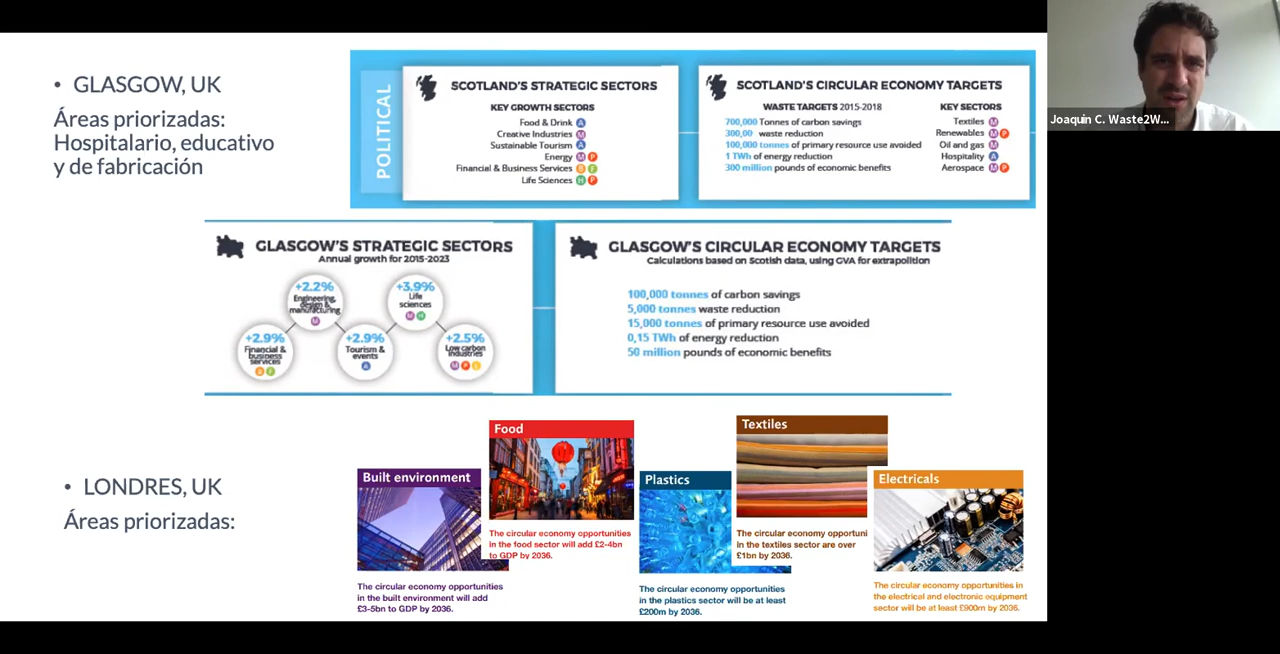 • GLASGOW, UK
Áreas priorizadas:
Hospitalario, educativo
y de fabricación
POLITICAL
SCOTLAND'S STRATEGIC SECTORS
KEY GROWTH SECTORS
Food & Drink A
Creative Industries M
Sustainable Tourism A
Energy M P
Financial & Business Services B F
Life Sciences H P
SCOTLAND'S CIRCULAR ECONOMY TARGETS
WASTE TARGETS 2015-2018
700,000 Tonnes of carbon savings
300,00 waste reduction
100,000 tonnes of primary resource use avoided
1 TWh of energy reduction
300 million pounds of economic benefits
KEY SECTORS
Textiles M
Renewables M P
Oil and gas M
Hospitality A
Aerospace M P
Joaquin C. Waste2W...
GLASGOW'S STRATEGIC SECTORS
Annual growth for 2015-2023
+2.2%
Engineering,
design &
manufacturing
M
+3.9%
Life
sciences
M H
+2.9%
Financial &
business
services
B F
+2.9%
Tourism &
events
A
+2.5%
Low carbon
industries
M P
GLASGOW'S CIRCULAR ECONOMY TARGETS
Calculations based on Scotish data, using GVA for extrapolition
100,000 tonnes of carbon savings
5,000 tonnes waste reduction
15,000 tonnes of primary resource use avoided
0,15 TWh of energy reduction
50 million pounds of economic benefits
• LONDRES, UK
Áreas priorizadas:
Built environment
The circular economy opportunities
in the built environment will add
£3-5bn to GDP by 2036.
Food
The circular economy opportunities
in the food sector will add £2-4bn
to GDP by 2036.
Plastics
The circular economy opportunities
in the plastics sector will be at least
£200m by 2036.
Textiles
The circular economy opportuni
in the textiles sector are over
£1bn by 2036.
Electricals
The circular economy opportunities in
the electrical and electronic equipment
sector will be at least £900m by 2036.